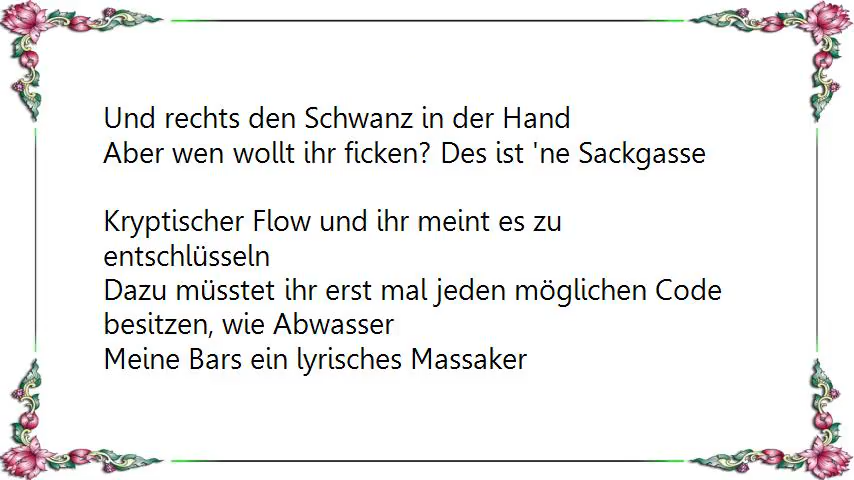 Und rechts den Schwanz in der Hand
Aber wen wollt ihr ficken? Des ist 'ne Sackgasse
Kryptischer Flow und ihr meint es zu
entschlüsseln
Dazu müsstet ihr erst mal jeden möglichen Code
besitzen, wie Abwasser
Meine Bars ein lyrisches Massaker